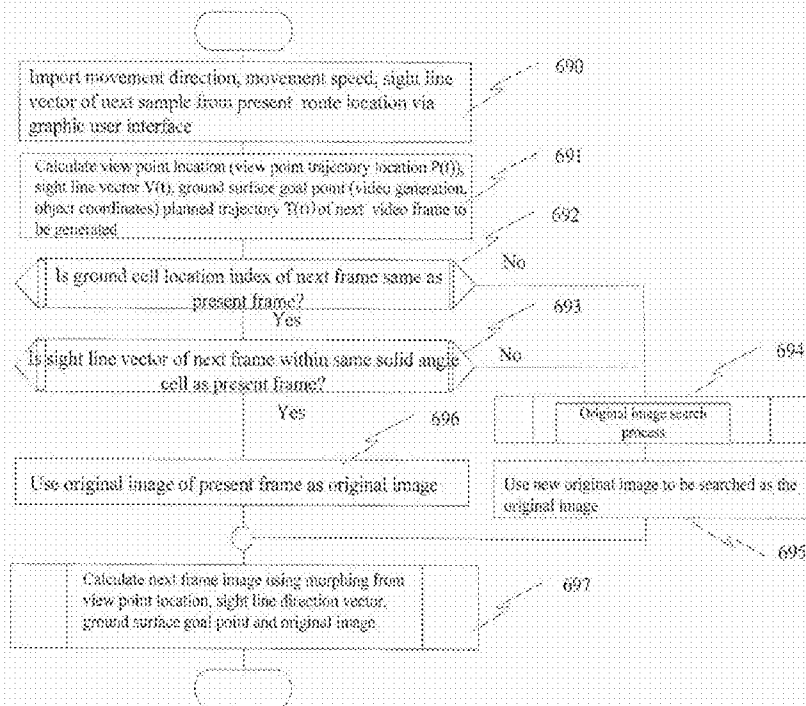 Import movement direction, movement speed, sight line
vector of next sample from present route location via
graphic user interface
690
Calculate view point location (view point trajectory location P(t)),
sight line vector V(t), ground surface goal point (video generation,
object coordinates) planned trajectory T(t) of next video frame to
be generated
691
692
Is ground cell location index of next frame same as
present frame?
No
Yes
693
Is sight line vector of next frame within same solid angle
cell as present frame?
No
Yes
694
Original image search
process
696
Use original image of present frame as original image
Use new original image to be searched as the
original image
695
Calculate next frame image using morphing from
view point location, sight line direction vector,
ground surface goal point and original image
697